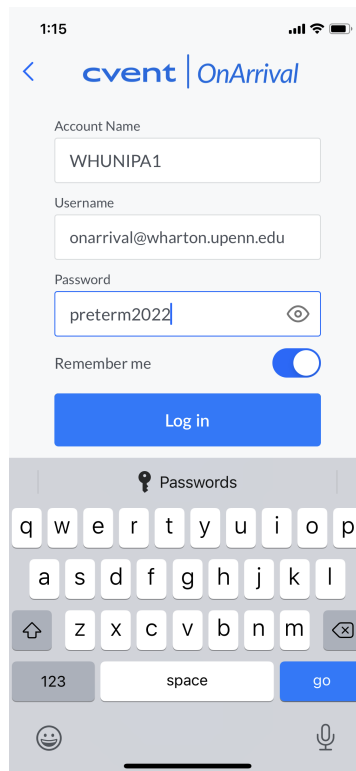 1:15
cvent | OnArrival
Account Name
WHUNIPA1
Username
onarrival@wharton.upenn.edu
Password
preterm2022
Remember me
Log in
Passwords
q w e r t y u i o p
a s d f g h j k l
z x c v b n m
123 space go